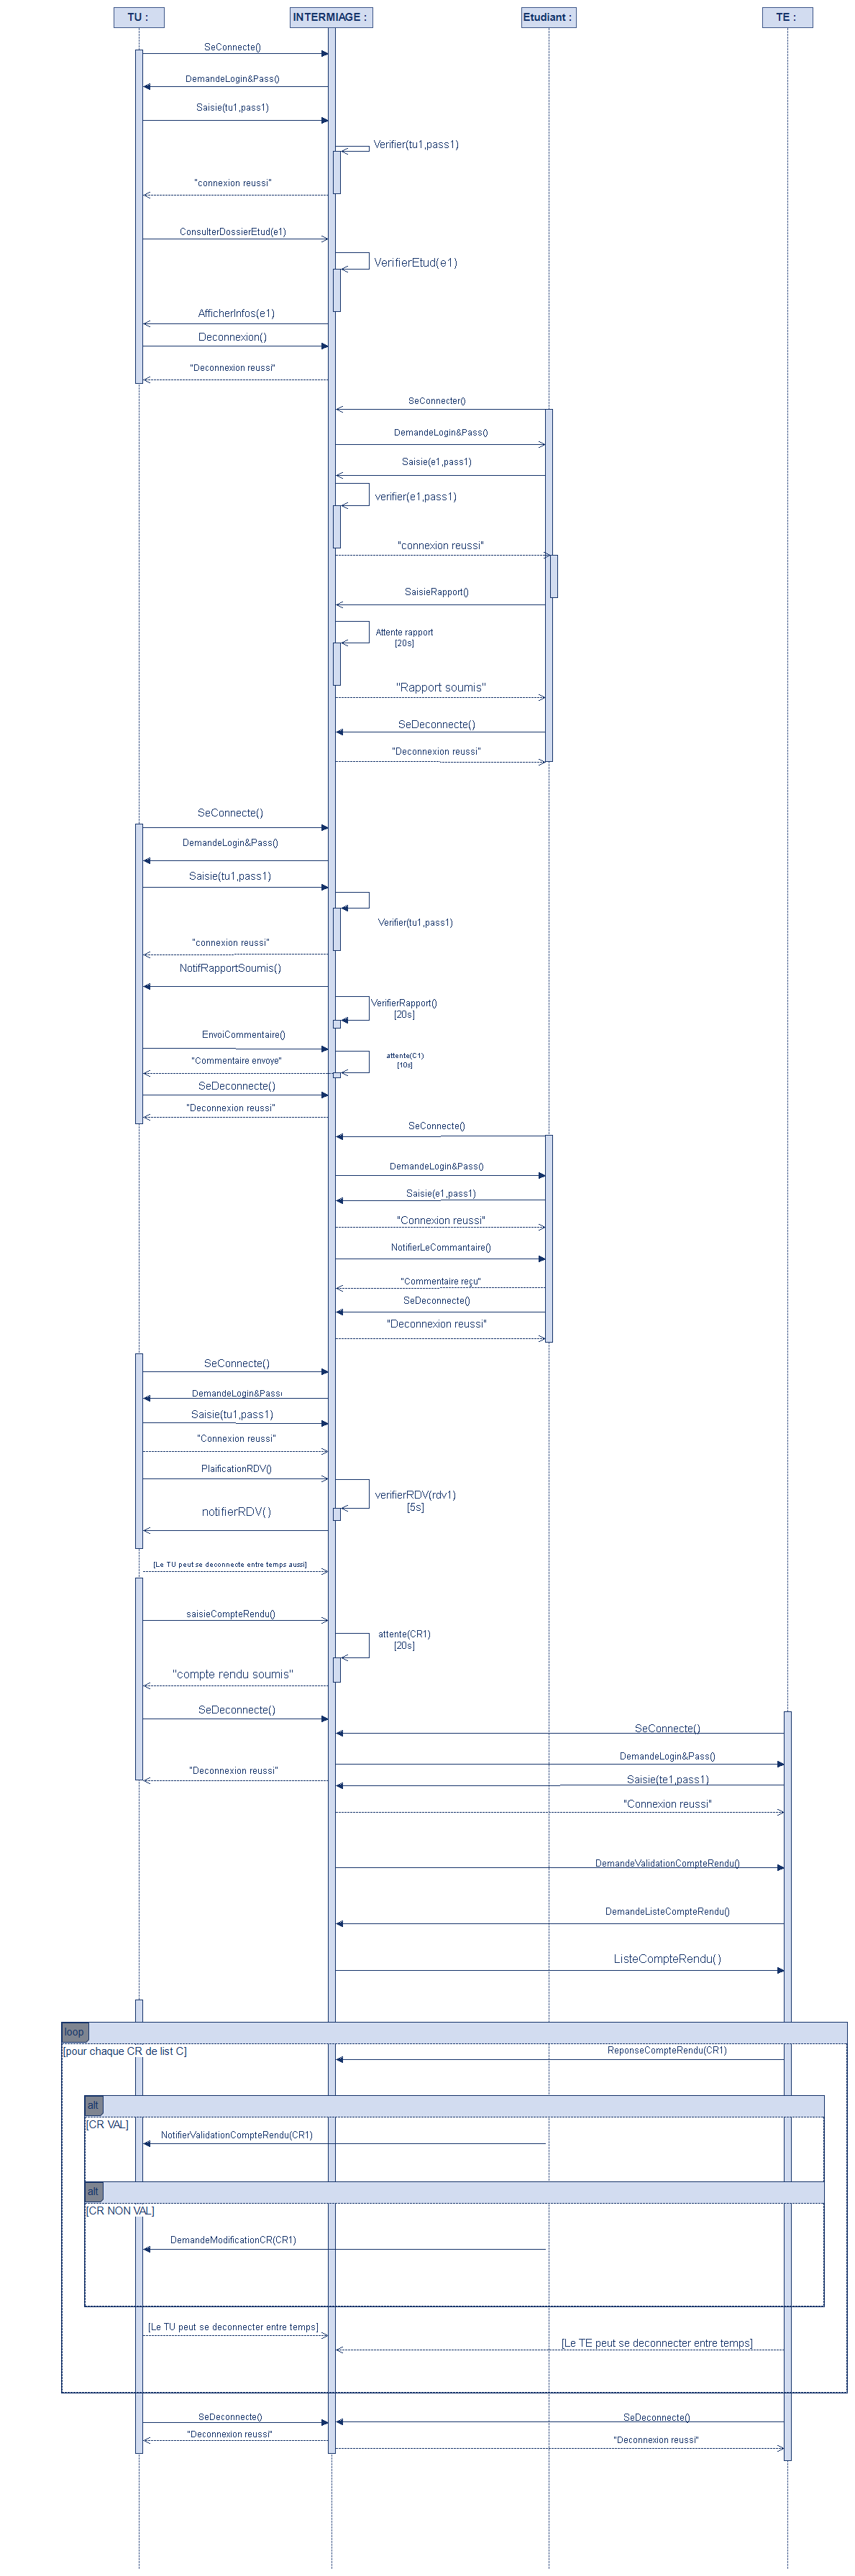 TU :
INTERMIAGE :
Etudiant :
TE :
SeConnecte()
DemandeLogin&Pass()
Saisie(tu1,pass1)
Verifier(tu1,pass1)
"connexion reussi"
ConsulterDossierEtud(e1)
VerifierEtud(e1)
AfficherInfos(e1)
Deconnexion()
"Deconnexion reussi"
SeConnecter()
DemandeLogin&Pass()
Saisie(e1,pass1)
verifier(e1,pass1)
"connexion reussi"
SaisieRapport()
Attente rapport
[20s]
"Rapport soumis"
SeDeconnecte()
"Deconnexion reussi"
SeConnecte()
DemandeLogin&Pass()
Saisie(tu1,pass1)
Verifier(tu1,pass1)
"connexion reussi"
NotifRapportSoumis()
VerifierRapport()
[20s]
EnvoiCommentaire()
attente(C1)
[10s]
"Commentaire envoye"
SeDeconnecte()
"Deconnexion reussi"
SeConnecte()
DemandeLogin&Pass()
Saisie(e1,pass1)
"Connexion reussi"
NotifierLeCommantaire()
"Commentaire reçu"
SeDeconnecte()
"Deconnexion reussi"
SeConnecte()
DemandeLogin&Pass(
Saisie(tu1,pass1)
"Connexion reussi"
PlaificationRDV()
verifierRDV(rdv1)
[5s]
notifierRDV()
[Le TU peut se deconnecte entre temps aussi]
saisieCompteRendu()
attente(CR1)
[20s]
"compte rendu soumis"
SeDeconnecte()
SeConnecte()
DemandeLogin&Pass()
"Deconnexion reussi"
Saisie(te1,pass1)
"Connexion reussi"
DemandeValidationCompteRendu()
DemandeListeCompteRendu()
ListeCompteRendu()
loop
[pour chaque CR de list C]
ReponseCompteRendu(CR1)
alt
[CR VAL]
NotifierValidationCompteRendu(CR1)
alt
[CR NON VAL]
DemandeModificationCR(CR1)
[Le TU peut se deconnecter entre temps]
[Le TE peut se deconnecter entre temps]
SeDeconnecte()
SeDeconnecte()
"Deconnexion reussi"
"Deconnexion reussi"